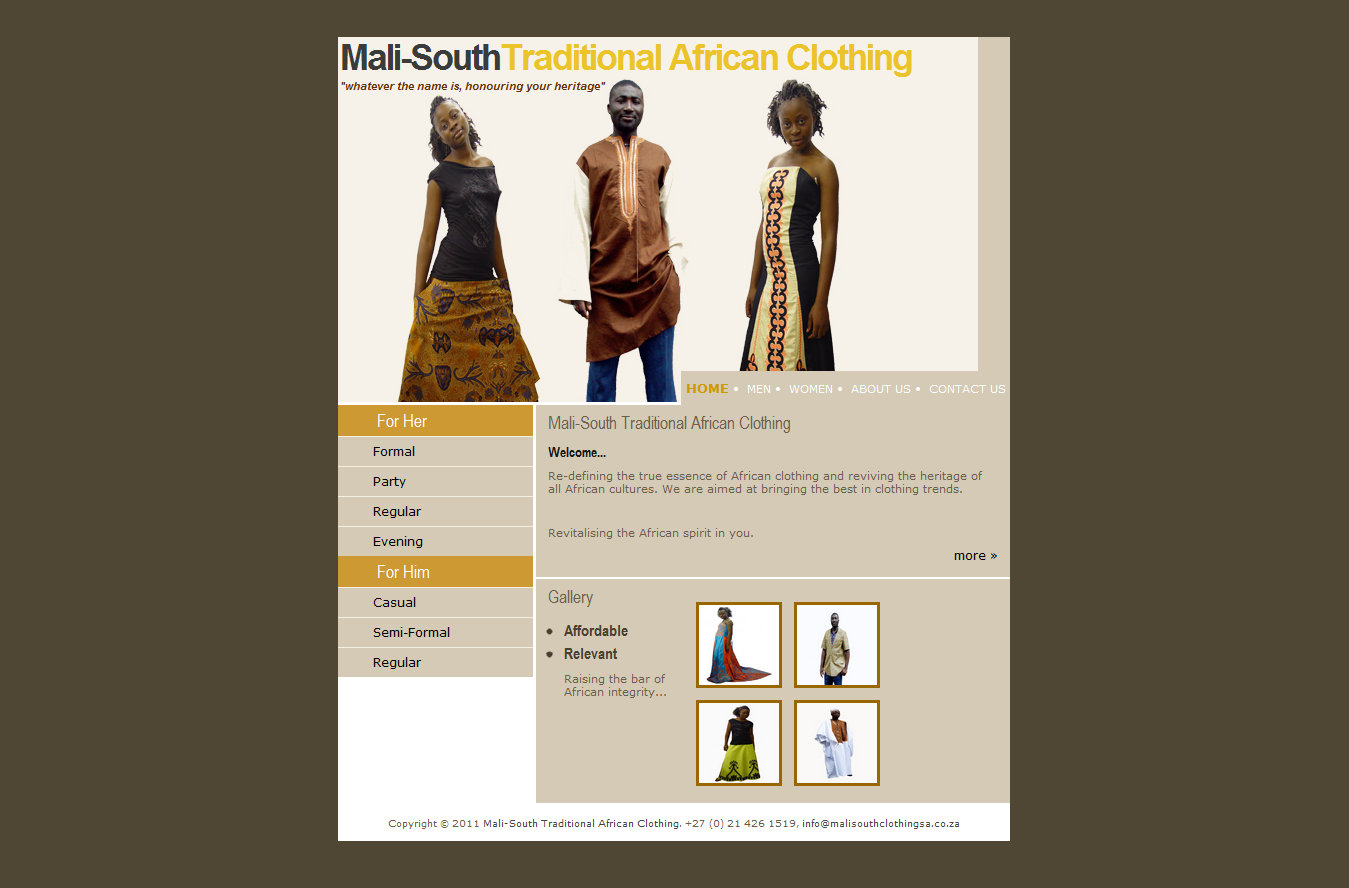 Mali-SouthTraditional African Clothing
"whatever the name is, honouring your heritage"
HOME • MEN • WOMEN • ABOUT US • CONTACT US
For Her
Formal
Party
Regular
Evening
For Him
Casual
Semi-Formal
Regular
Mali-South Traditional African Clothing
Welcome...
Re-defining the true essence of African clothing and reviving the heritage of
all African cultures. We are aimed at bringing the best in clothing trends.
Revitalising the African spirit in you.
more »
Gallery
Affordable
Relevant
Raising the bar of
African integrity...
Copyright © 2011 Mali-South Traditional African Clothing. +27 (0) 21 426 1519, info@malisouthclothingsa.co.za